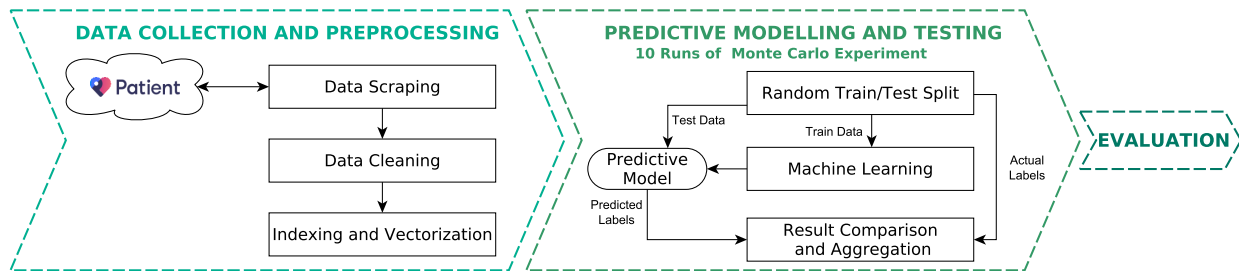 DATA COLLECTION AND PREPROCESSING
Patient
Data Scraping
Data Cleaning
Indexing and Vectorization
PREDICTIVE MODELLING AND TESTING
10 Runs of Monte Carlo Experiment
Random Train/Test Split
Test Data
Train Data
Predictive
Model
Machine Learning
Actual
Labels
Predicted
Labels
Result Comparison
and Aggregation
EVALUATION